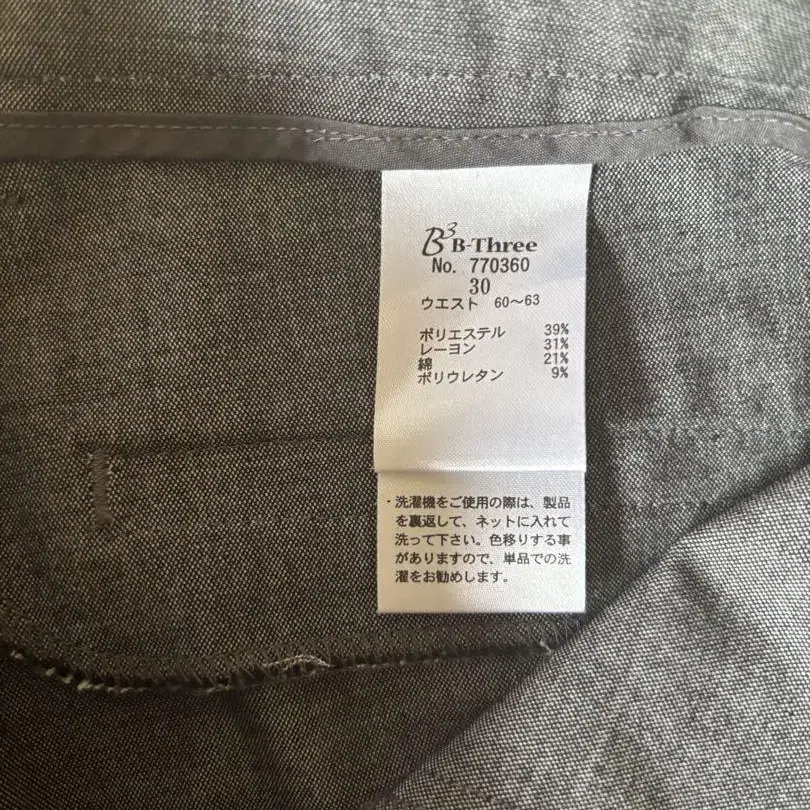 B3 B-Three
No. 770360
30
ウエスト 60〜63
ポリエステル 39%
レーヨン 31%
綿 21%
ポリウレタン 9%
・洗濯機をご使用の際は、製品
を裏返して、ネットに入れて
洗って下さい。色移りする事
がありますので、単品での洗
濯をお勧めします。